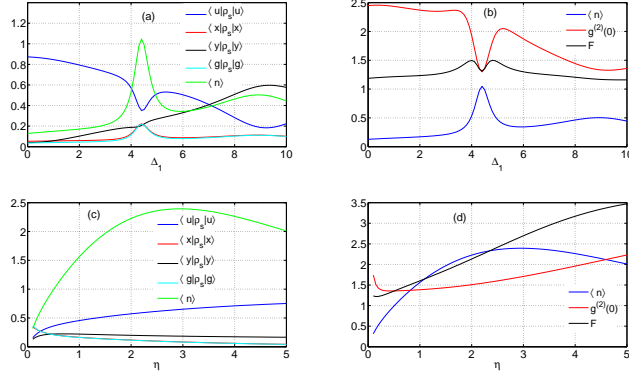 (a)
⟨ u|ρs|u⟩
⟨ x|ρs|x⟩
⟨ y|ρs|y⟩
⟨ g|ρs|g⟩
⟨ n⟩
1.2
1
0.8
0.6
0.4
0.2
0
0 2 4 6 8 10
Δ1
(b)
⟨ n⟩
g(2)(0)
F
2.5
2
1.5
1
0.5
0
0 2 4 6 8 10
Δ1
(c)
⟨ u|ρs|u⟩
⟨ x|ρs|x⟩
⟨ y|ρs|y⟩
⟨ g|ρs|g⟩
⟨ n⟩
2.5
2
1.5
1
0.5
0
0 1 2 3 4 5
η
(d)
⟨ n⟩
g(2)(0)
F
3.5
3
2.5
2
1.5
1
0.5
0
0 1 2 3 4 5
η